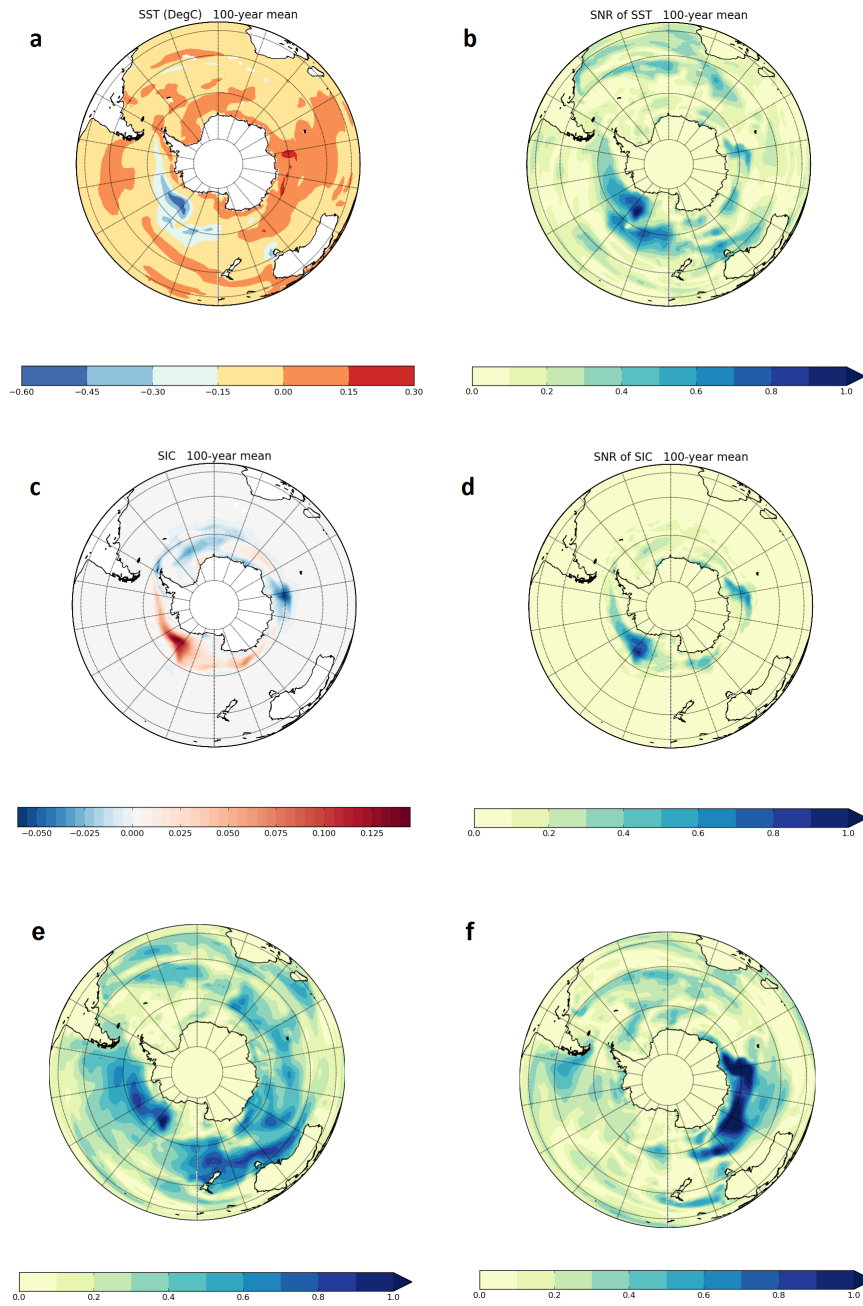 SST (DegC) 100-year mean
a
SNR of SST 100-year mean
b
−0.60 −0.45 −0.30 −0.15 0.00 0.15 0.30
0.0 0.2 0.4 0.6 0.8 1.0
SIC 100-year mean
c
SNR of SIC 100-year mean
d
−0.050 −0.025 0.000 0.025 0.050 0.075 0.100 0.125
0.0 0.2 0.4 0.6 0.8 1.0
e
f
0.0 0.2 0.4 0.6 0.8 1.0
0.0 0.2 0.4 0.6 0.8 1.0